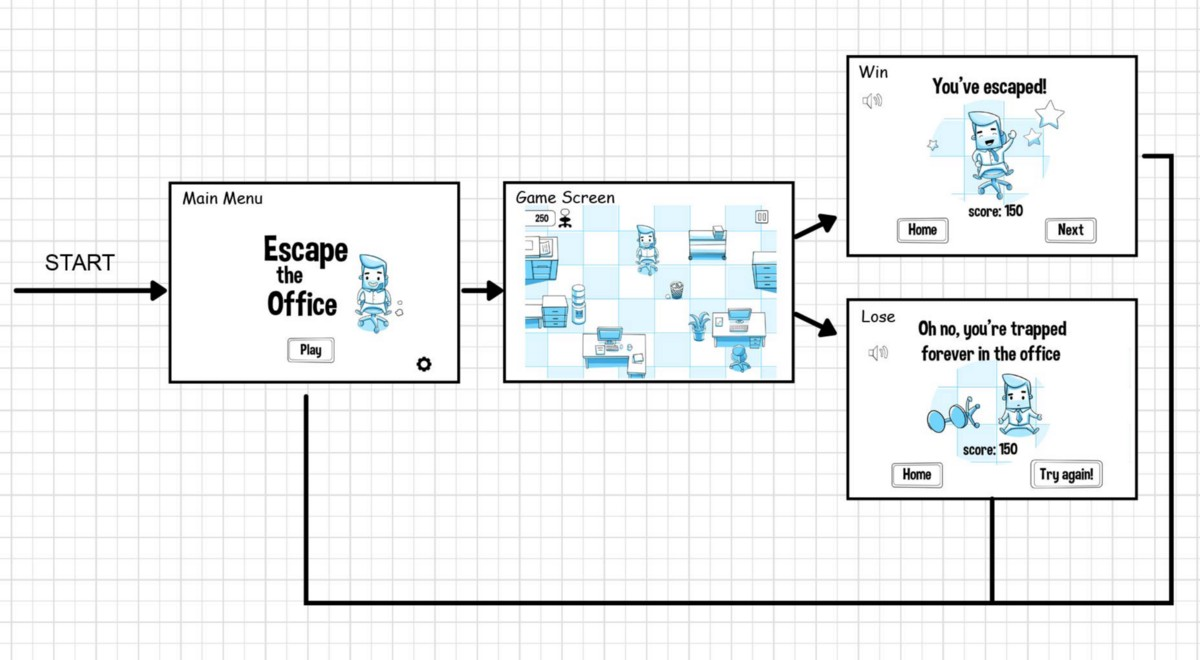 START
Main Menu
Escape
the
Office
Play
Game Screen
250
Win
You've escaped!
score: 150
Home
Next
Lose
Oh no, you're trapped
forever in the office
score: 150
Home
Try again!